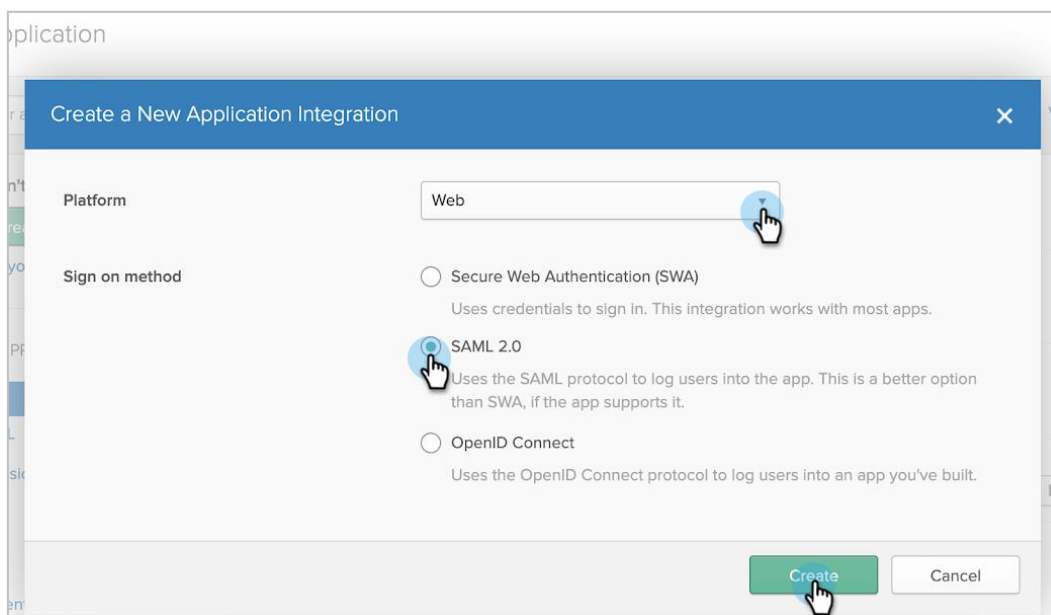 pplication
Create a New Application Integration
n't
Platform
Web
yo
Sign on method
Secure Web Authentication (SWA)
Uses credentials to sign in. This integration works with most apps.
SAML 2.0
Uses the SAML protocol to log users into the app. This is a better option
than SWA, if the app supports it.
OpenID Connect
Uses the OpenID Connect protocol to log users into an app you've built.
Create
Cancel